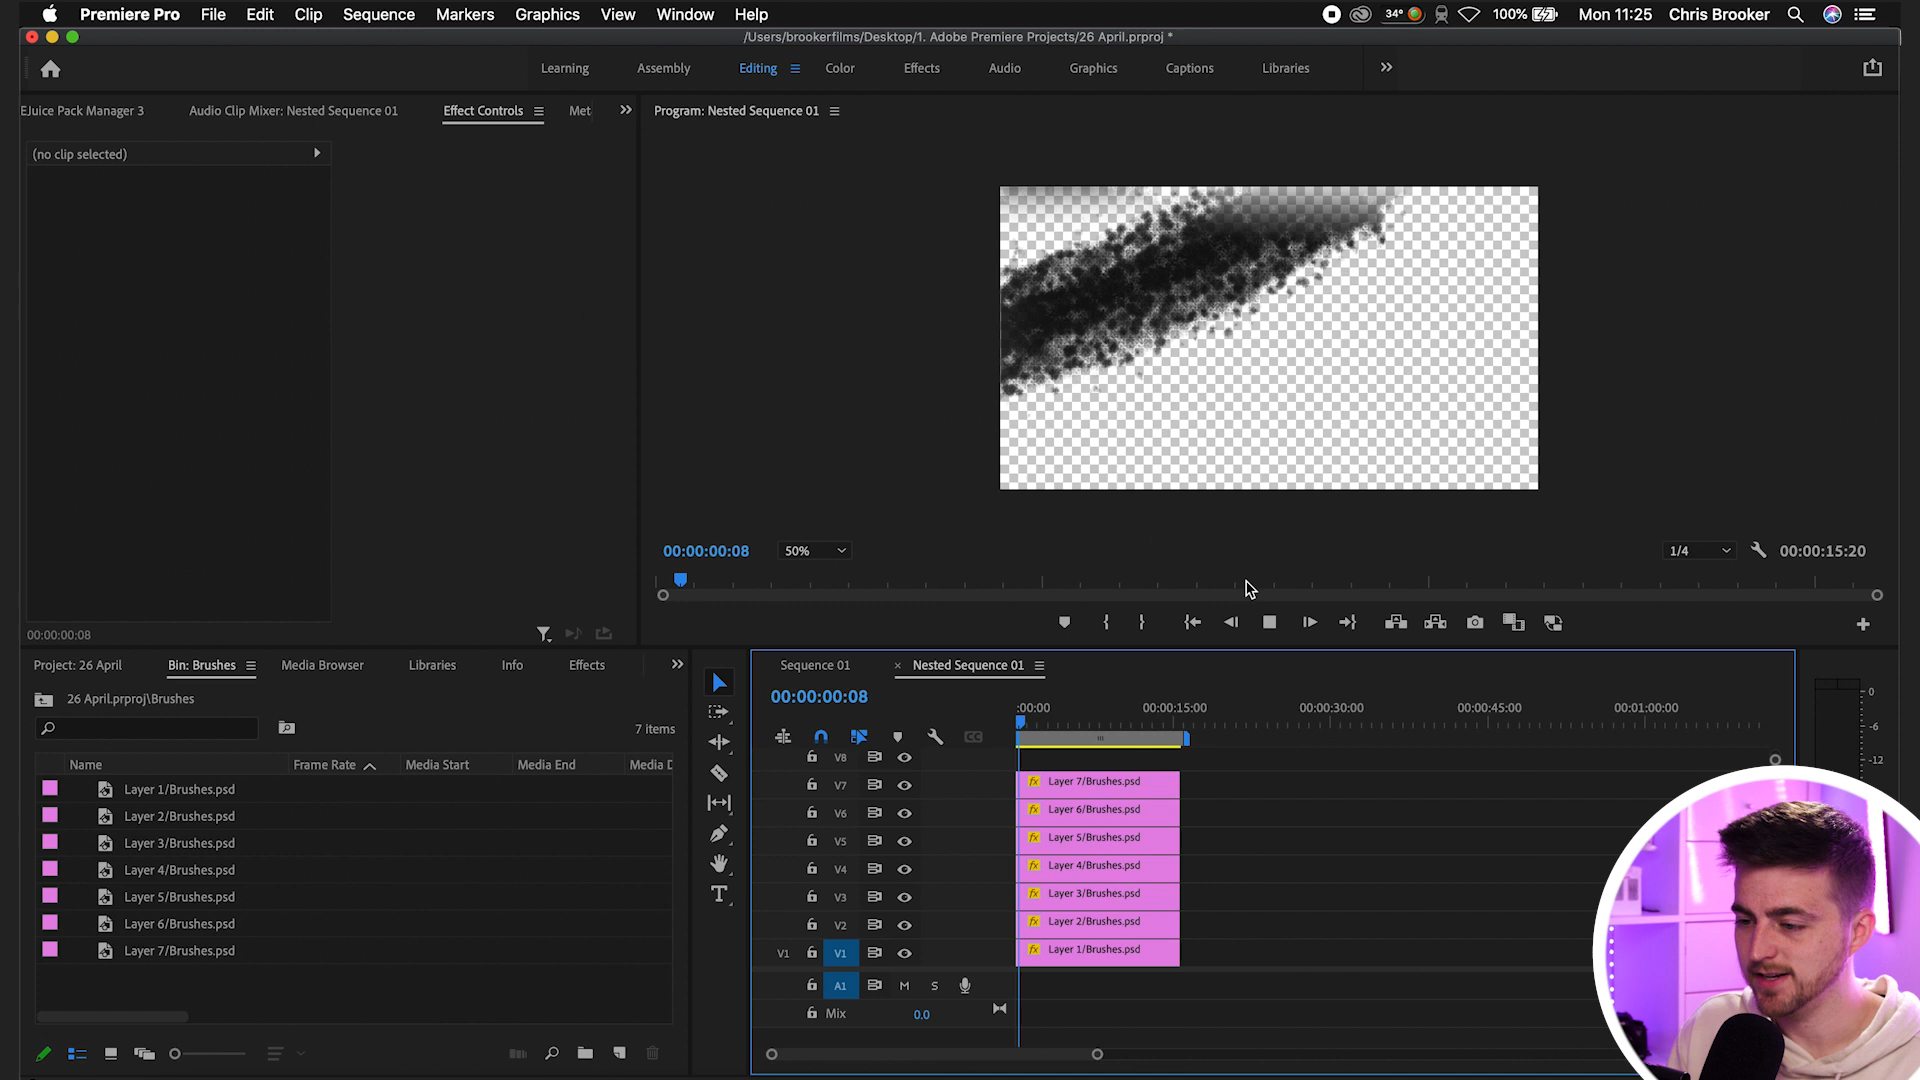 Premiere Pro File Edit Clip Sequence Markers Graphics View Window Help 34° 100% Mon 11:25 Chris Brooker
/Users/brookerfilms/Desktop/1. Adobe Premiere Projects/26 April.prproj *
Learning Assembly Editing Color Effects Audio Graphics Captions Libraries
EJuice Pack Manager 3 Audio Clip Mixer: Nested Sequence 01 Effect Controls Met Program: Nested Sequence 01
(no clip selected)
00:00:00:08 50% 1/4 00:00:15:20
00:00:00:08
Project: 26 April Bin: Brushes Media Browser Libraries Info Effects Sequence 01 × Nested Sequence 01
26 April.prproj\Brushes 00:00:00:08
:00:00 00:00:15:00 00:00:30:00 00:00:45:00 00:01:00:00
7 items
Name Frame Rate Media Start Media End Media D
0
-6
-12
V8
V7 Layer 7/Brushes.psd
V6 Layer 6/Brushes.psd
V5 Layer 5/Brushes.psd
V4 Layer 4/Brushes.psd
V3 Layer 3/Brushes.psd
V2 Layer 2/Brushes.psd
V1 V1 Layer 1/Brushes.psd
A1 M S
Mix 0.0
Layer 1/Brushes.psd
Layer 2/Brushes.psd
Layer 3/Brushes.psd
Layer 4/Brushes.psd
Layer 5/Brushes.psd
Layer 6/Brushes.psd
Layer 7/Brushes.psd